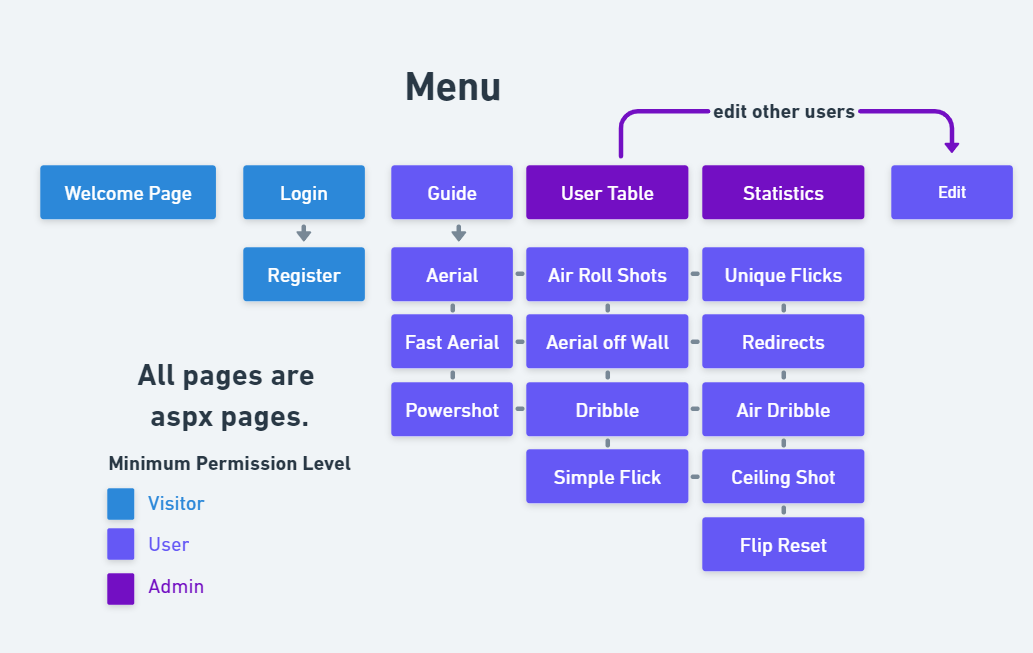 Menu
edit other users
Welcome Page
Login
Guide
User Table
Statistics
Edit
Register
Aerial
Air Roll Shots
Unique Flicks
Fast Aerial
Aerial off Wall
Redirects
Powershot
Dribble
Air Dribble
Simple Flick
Ceiling Shot
Flip Reset
All pages are
aspx pages.
Minimum Permission Level
Visitor
User
Admin